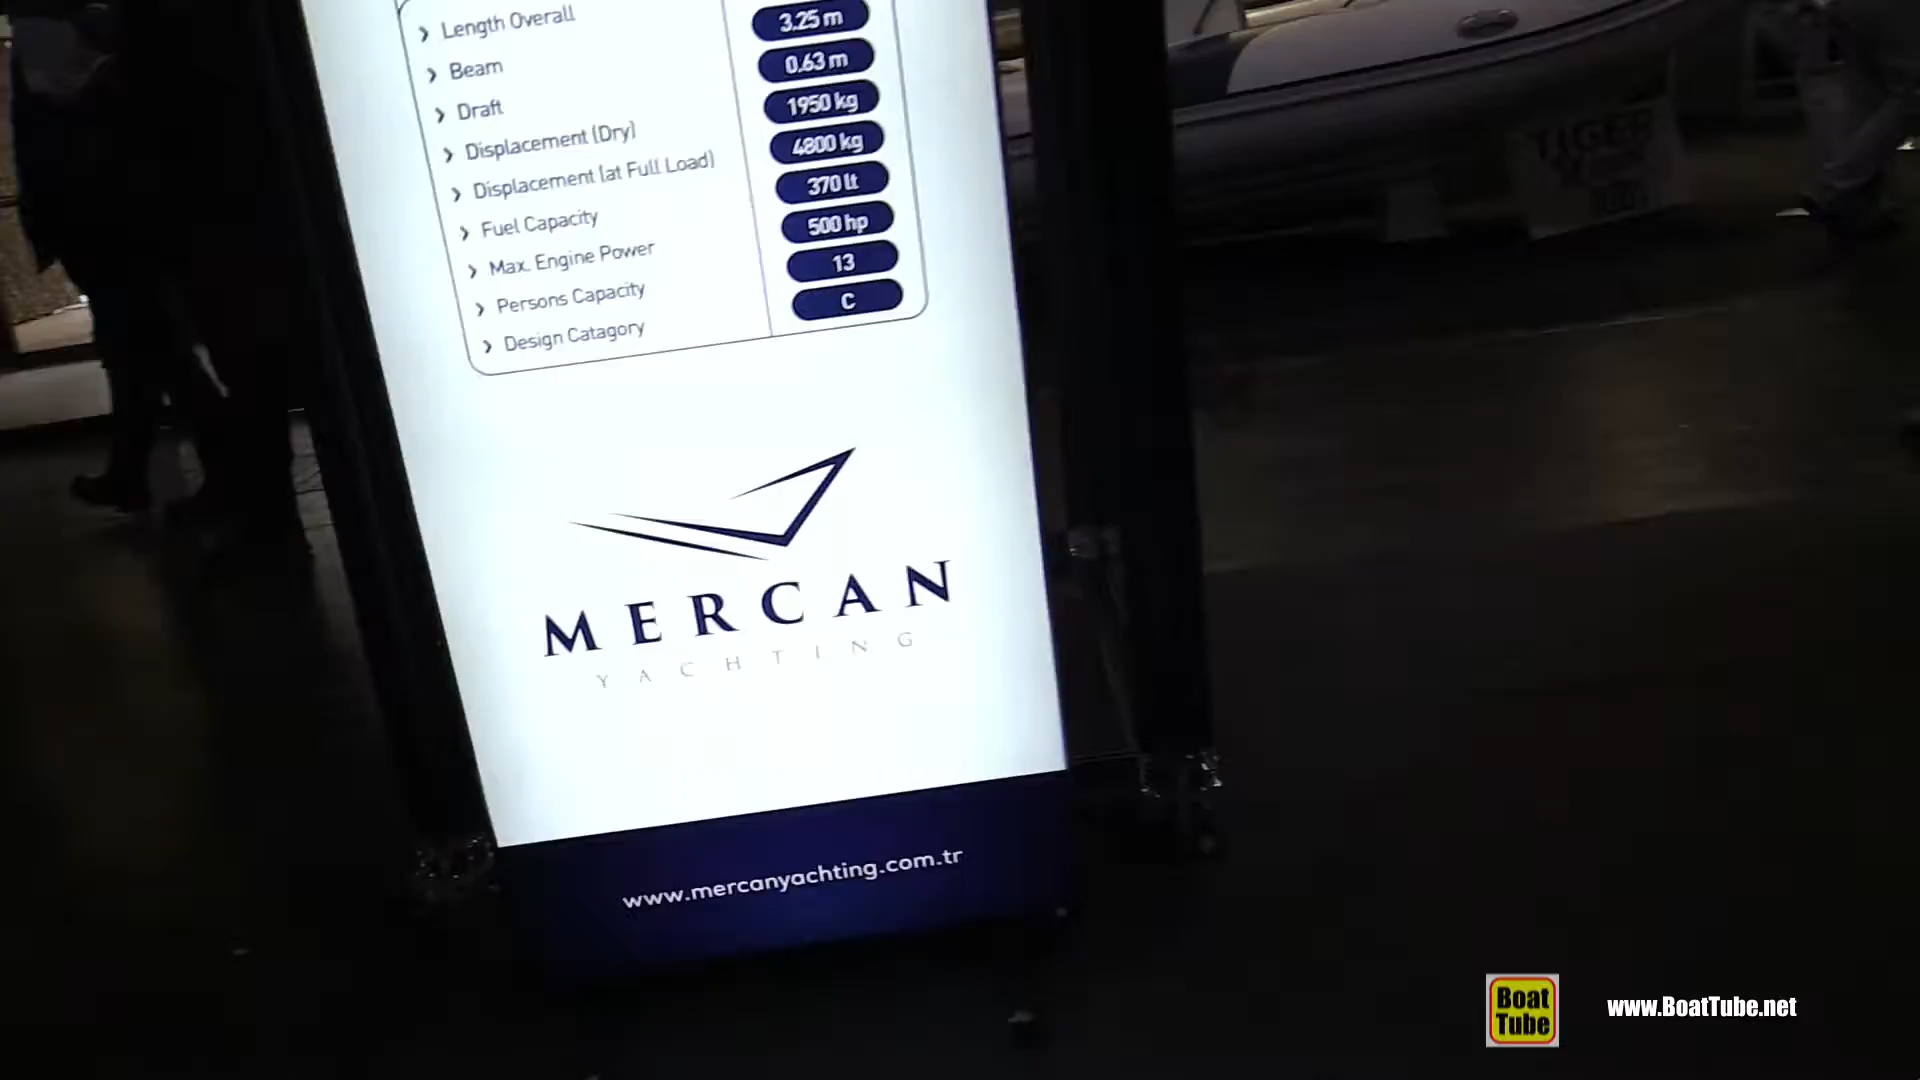 Length Overall
Beam 3.25 m
Draft 0.63 m
Displacement (Dry) 1950 kg
Displacement (at Full Load) 4800 kg
Fuel Capacity 370 lt
Max. Engine Power 500 hp
Persons Capacity 13
Design Catagory C
MERCAN
YACHTING
www.mercanyachting.com.tr
TIGER
Boat
Tube
www.BoatTube.net